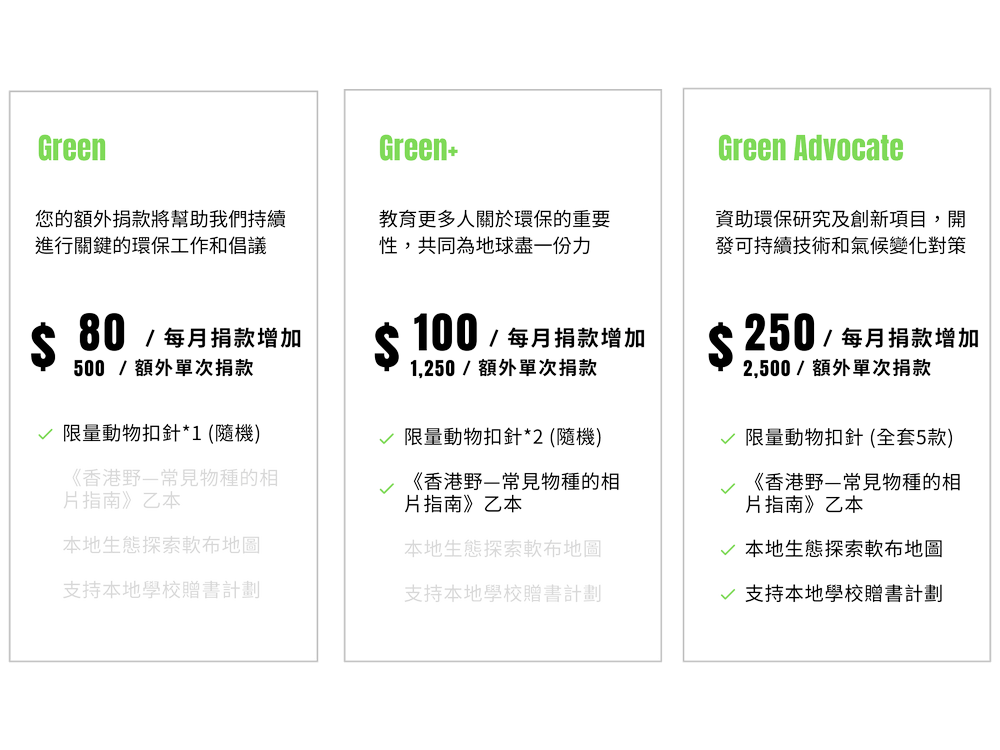 Green
您的額外捐款將幫助我們持續
進行關鍵的環保工作和倡議
$ 80 / 每月捐款增加
500 / 額外單次捐款
限量動物扣針*1 (隨機)
《香港野—常見物種的相
片指南》乙本
本地生態探索軟布地圖
支持本地學校贈書計劃
Green+
教育更多人關於環保的重要
性，共同為地球盡一份力
$ 100 / 每月捐款增加
1,250 / 額外單次捐款
限量動物扣針*2 (隨機)
《香港野—常見物種的相
片指南》乙本
本地生態探索軟布地圖
支持本地學校贈書計劃
Green Advocate
資助環保研究及創新項目，開
發可持續技術和氣候變化對策
$ 250 / 每月捐款增加
2,500 / 額外單次捐款
限量動物扣針 (全套5款)
《香港野—常見物種的相
片指南》乙本
本地生態探索軟布地圖
支持本地學校贈書計劃